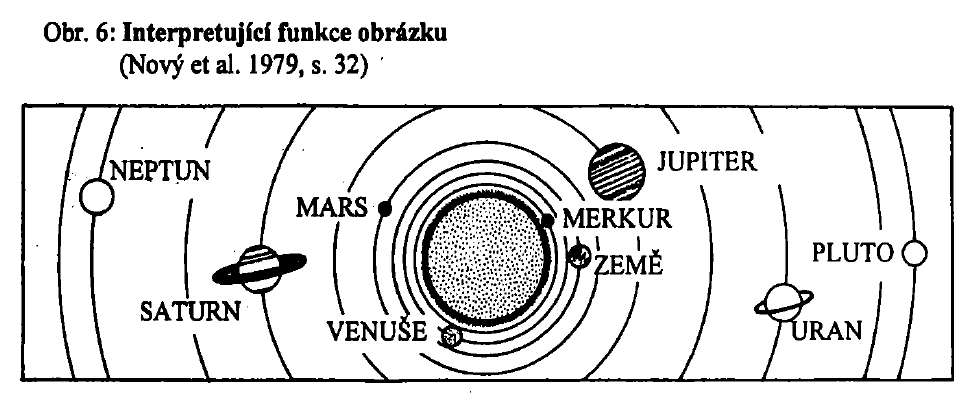 Obr. 6: Interpretující funkce obrázku
(Nový et al. 1979, s. 32)
NEPTUN
JUPITER
MARS
MERKUR
PLUTO
ZEMĚ
SATURN
VENUŠE
URAN